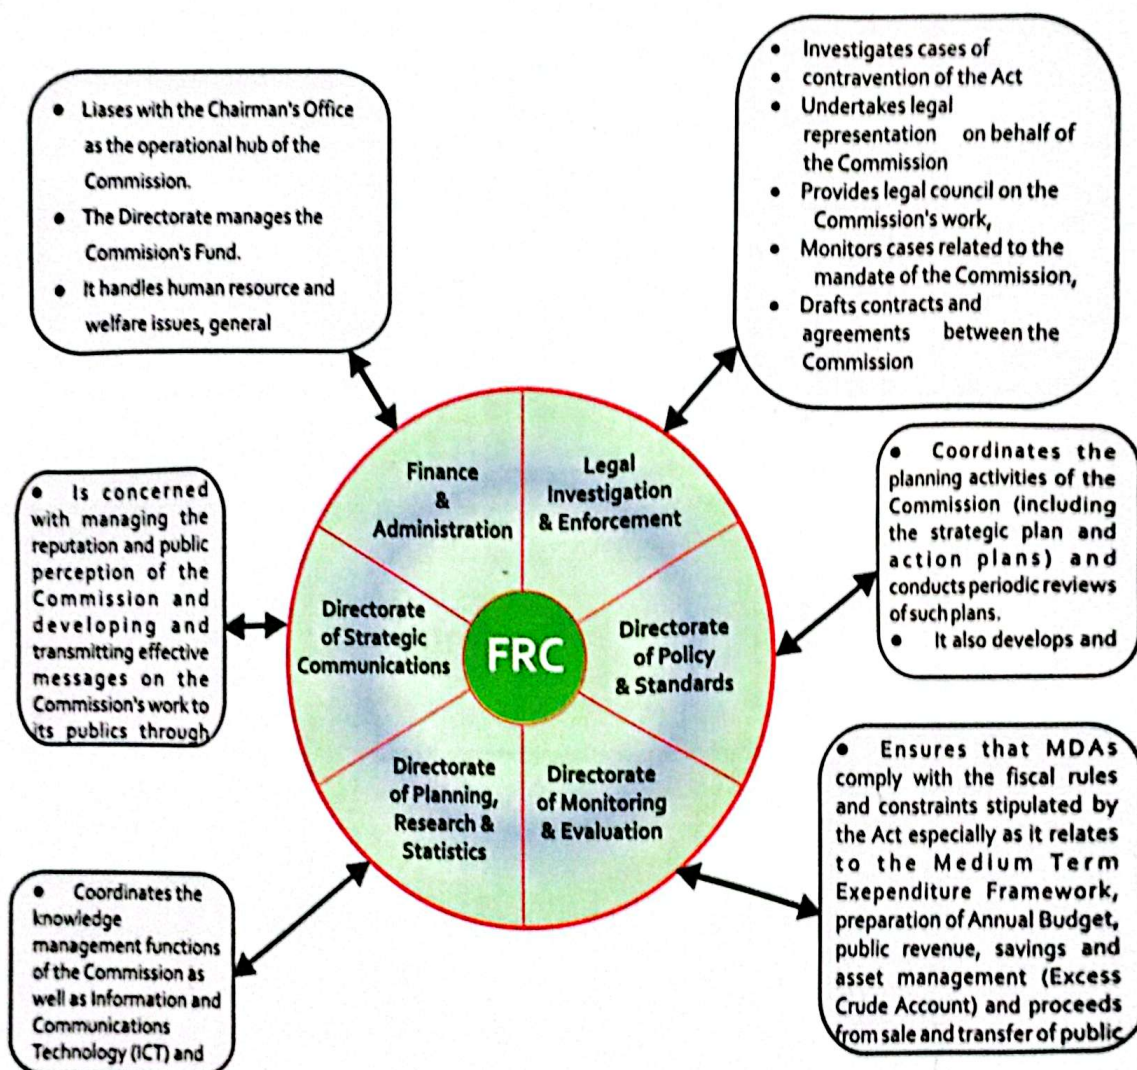 • Liases with the Chairman's Office
as the operational hub of the
Commission.
• The Directorate manages the
Commision's Fund.
• It handles human resource and
welfare issues, general
• Investigates cases of
• contravention of the Act
• Undertakes legal
representation on behalf of
the Commission
• Provides legal council on the
Commission's work,
• Monitors cases related to the
mandate of the Commission,
• Drafts contracts and
agreements between the
Commission
Finance
&
Administration
Legal
Investigation
& Enforcement
• Is concerned
with managing the
reputation and public
perception of the
Commission and
developing and
transmitting effective
messages on the
Commission's work to
its publics through
Directorate
of Strategic
Communications
FRC
Directorate
of Policy
& Standards
• Coordinates the
planning activities of the
Commission (including
the strategic plan and
action plans) and
conducts periodic reviews
of such plans.
• It also develops and
Directorate
of Planning,
Research &
Statistics
Directorate
of Monitoring
& Evaluation
• Coordinates the
knowledge
management functions
of the Commission as
well as Information and
Communications
Technology (ICT) and
• Ensures that MDAs
comply with the fiscal rules
and constraints stipulated by
the Act especially as it relates
to the Medium Term
Exependiture Framework,
preparation of Annual Budget,
public revenue, savings and
asset management (Excess
Crude Account) and proceeds
from sale and transfer of public